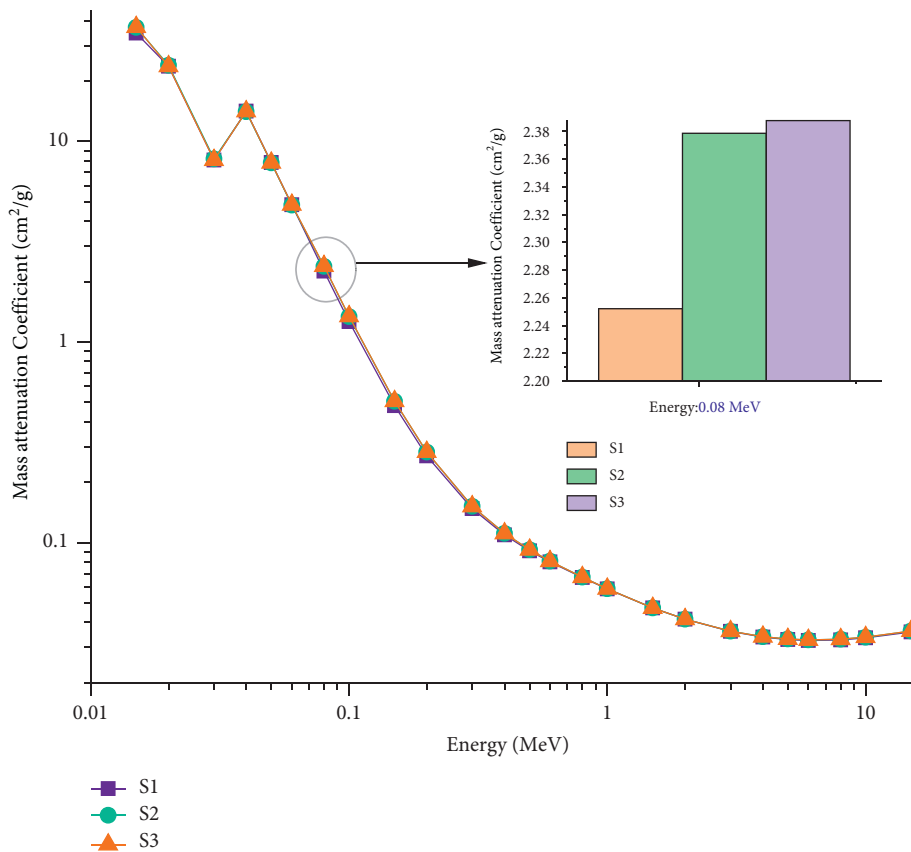 Mass attenuation Coefficient (cm²/g)
10
1
0.1
0.01
0.1
1
10
Energy (MeV)
S1
S2
S3
Mass attenuation Coefficient (cm²/g)
2.38
2.36
2.34
2.32
2.30
2.28
2.26
2.24
2.22
2.20
Energy:0.08 MeV
S1
S2
S3